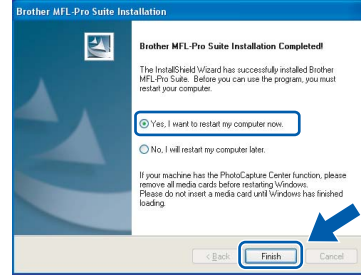 Brother MFL-Pro Suite Installation
Brother MFL-Pro Suite Installation Completed!
The InstallShield Wizard has successfully installed Brother
MFL-Pro Suite. Before you can use the program, you must
restart your computer.
Yes, I want to restart my computer now.
No, I will restart my computer later.
If your machine has the PhotoCapture Center function, please
remove all media cards before restarting Windows.
Please do not insert a media card until Windows has finished
loading.
< Back Finish Cancel